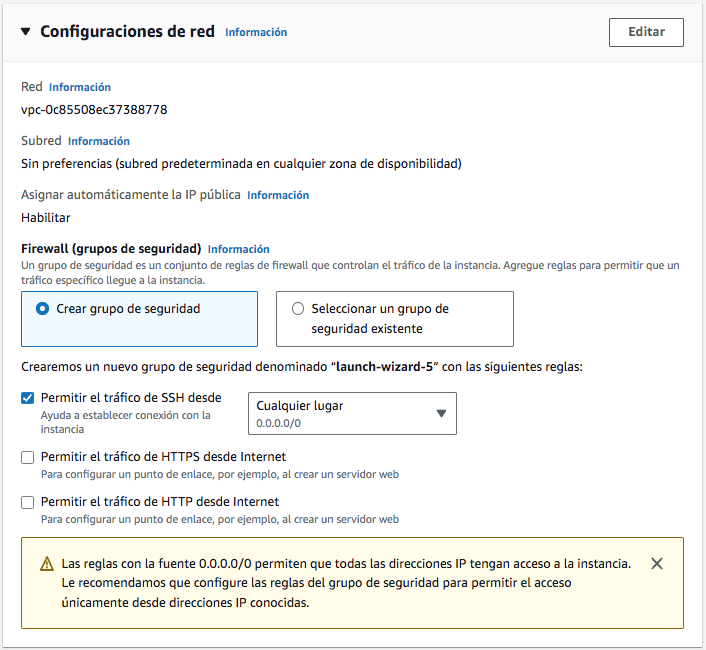 Configuraciones de red Información Editar
Red Información
vpc-0c85508ec37388778
Subred Información
Sin preferencias (subred predeterminada en cualquier zona de disponibilidad)
Asignar automáticamente la IP pública Información
Habilitar
Firewall (grupos de seguridad) Información
Un grupo de seguridad es un conjunto de reglas de firewall que controlan el tráfico de la instancia. Agregue reglas para permitir que un
tráfico específico llegue a la instancia.
Crear grupo de seguridad
Seleccionar un grupo de
seguridad existente
Crearemos un nuevo grupo de seguridad denominado “launch-wizard-5” con las siguientes reglas:
Permitir el tráfico de SSH desde
Ayuda a establecer conexión con la
instancia
Cualquier lugar
0.0.0.0/0
Permitir el tráfico de HTTPS desde Internet
Para configurar un punto de enlace, por ejemplo, al crear un servidor web
Permitir el tráfico de HTTP desde Internet
Para configurar un punto de enlace, por ejemplo, al crear un servidor web
Las reglas con la fuente 0.0.0.0/0 permiten que todas las direcciones IP tengan acceso a la instancia.
Le recomendamos que configure las reglas del grupo de seguridad para permitir el acceso
únicamente desde direcciones IP conocidas.